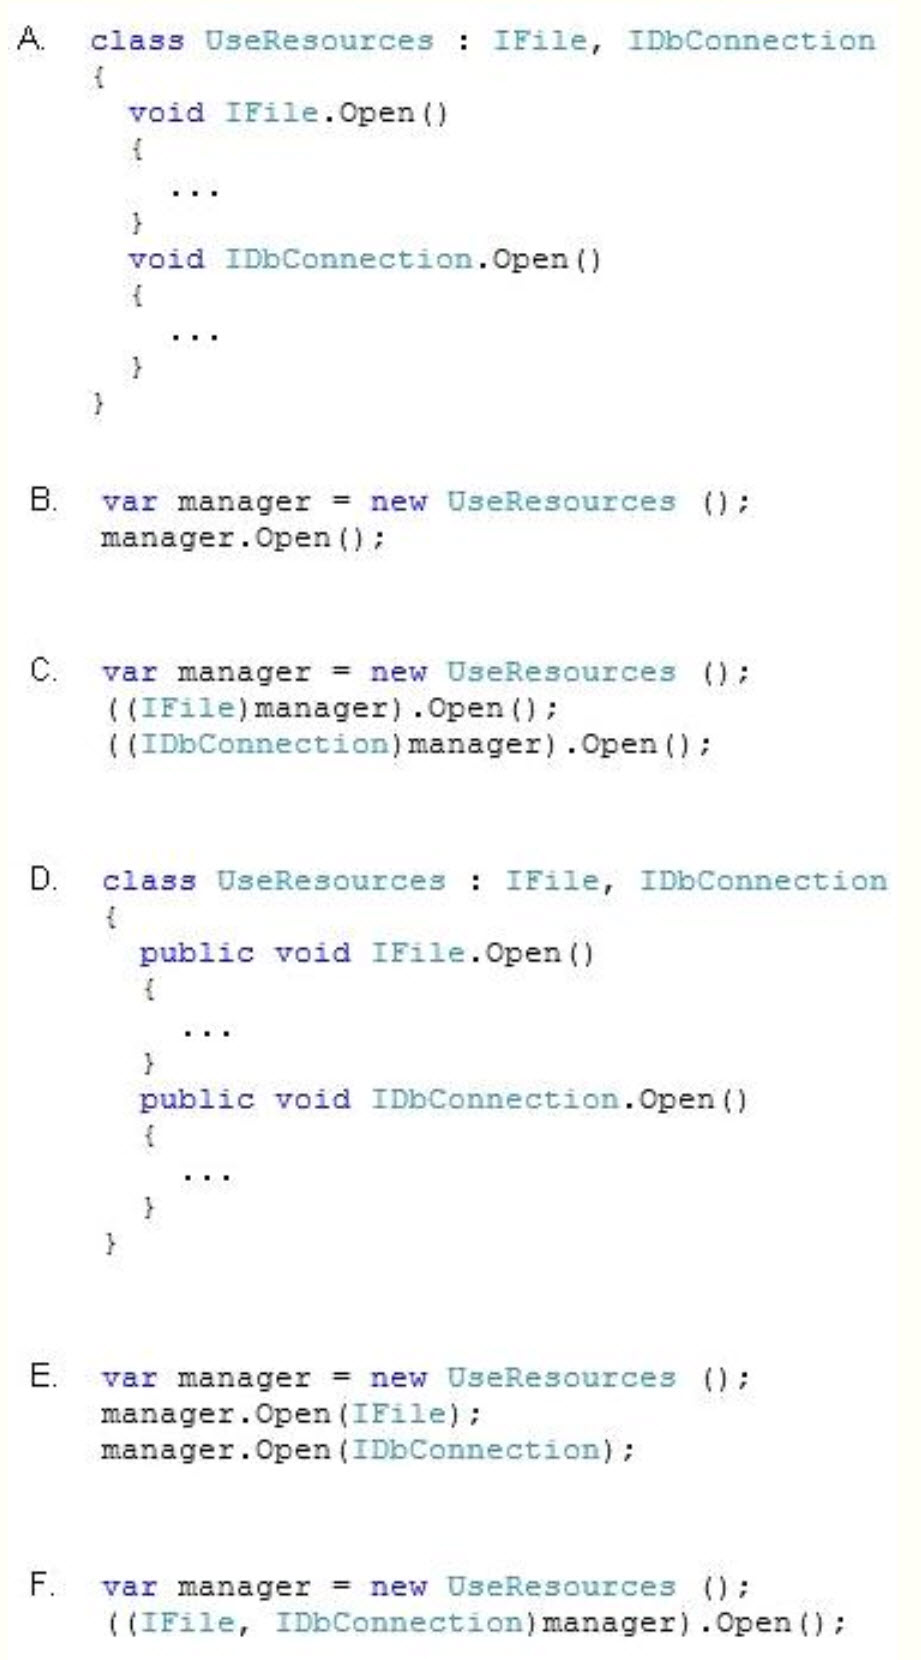 A. class UseResources : IFile, IDbConnection
{
void IFile.Open()
{
...
}
void IDbConnection.Open()
{
...
}
}
B. var manager = new UseResources ();
manager.Open();
C. var manager = new UseResources ();
((IFile)manager).Open();
((IDbConnection)manager).Open();
D. class UseResources : IFile, IDbConnection
{
public void IFile.Open()
{
...
}
public void IDbConnection.Open()
{
...
}
}
E. var manager = new UseResources ();
manager.Open(IFile);
manager.Open(IDbConnection);
F. var manager = new UseResources ();
((IFile, IDbConnection)manager).Open();